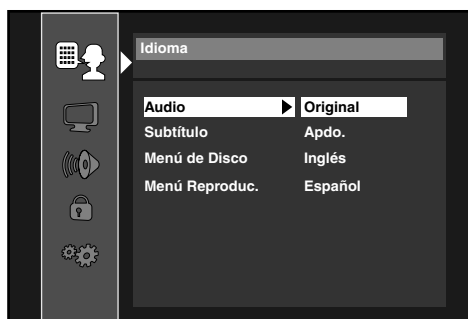 Idioma
Audio Original
Subtítulo Apdo.
Menú de Disco Inglés
Menú Reproduc. Español